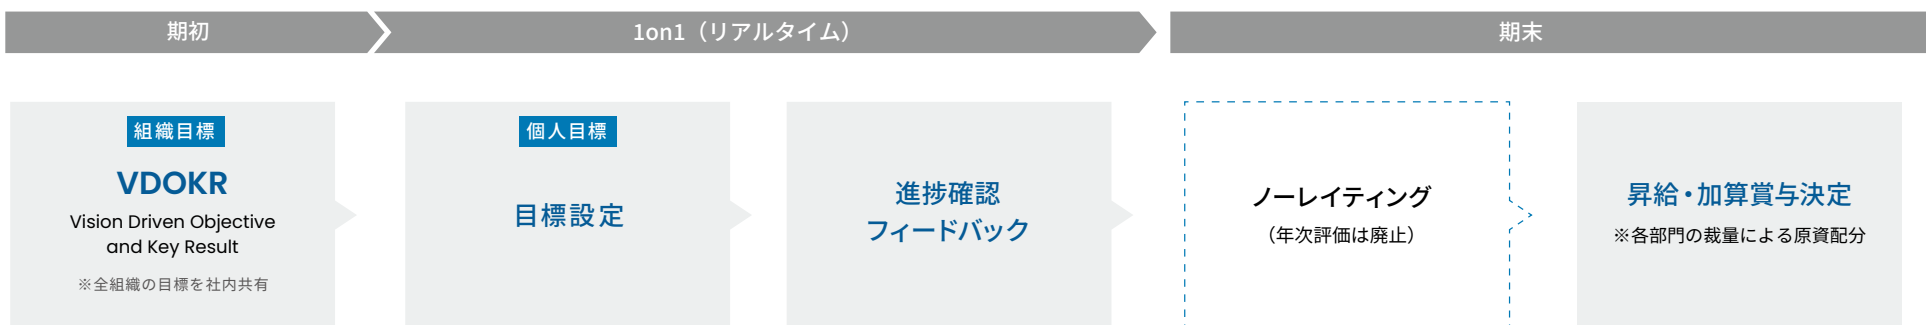 期初
1on1（リアルタイム）
期末
組織目標
VDOKR
Vision Driven Objective
and Key Result
※全組織の目標を社内共有
個人目標
目標設定
進捗確認
フィードバック
ノーレイティング
（年次評価は廃止）
昇給・加算賞与決定
※各部門の裁量による原資配分